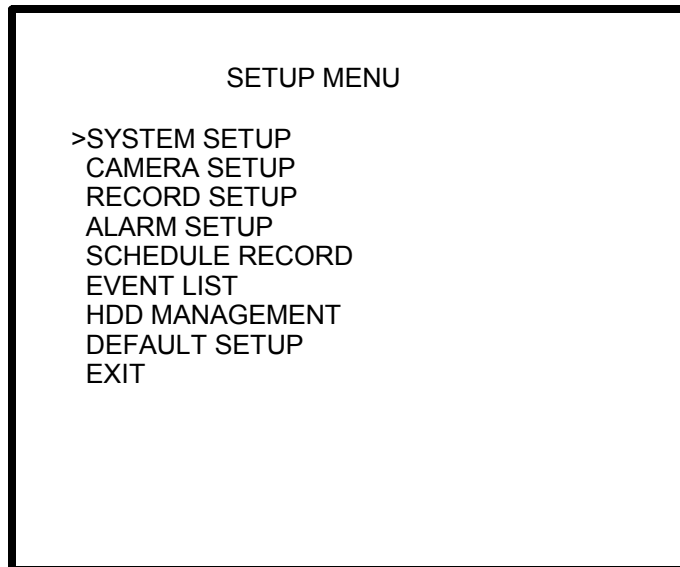 SETUP MENU
>SYSTEM SETUP
CAMERA SETUP
RECORD SETUP
ALARM SETUP
SCHEDULE RECORD
EVENT LIST
HDD MANAGEMENT
DEFAULT SETUP
EXIT